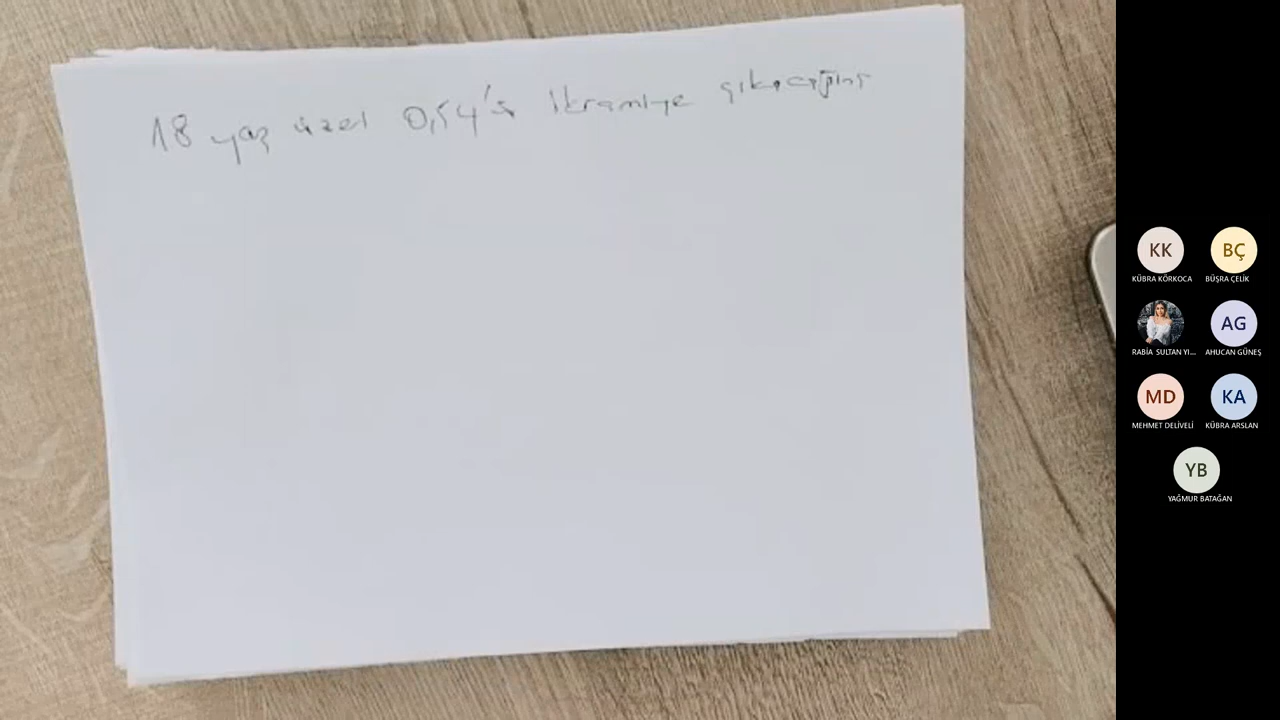 18 yaş üzeri 0,54'ü ikramiye çıkacağını
KK
BÇ
KÜBRA KÖRKOCA
BÜŞRA ÇELİK
AG
RABİA SULTAN YI...
AHUCAN GÜNEŞ
MD
KA
MEHMET DELİVELİ
KÜBRA ARSLAN
YB
YAĞMUR BATAĞAN